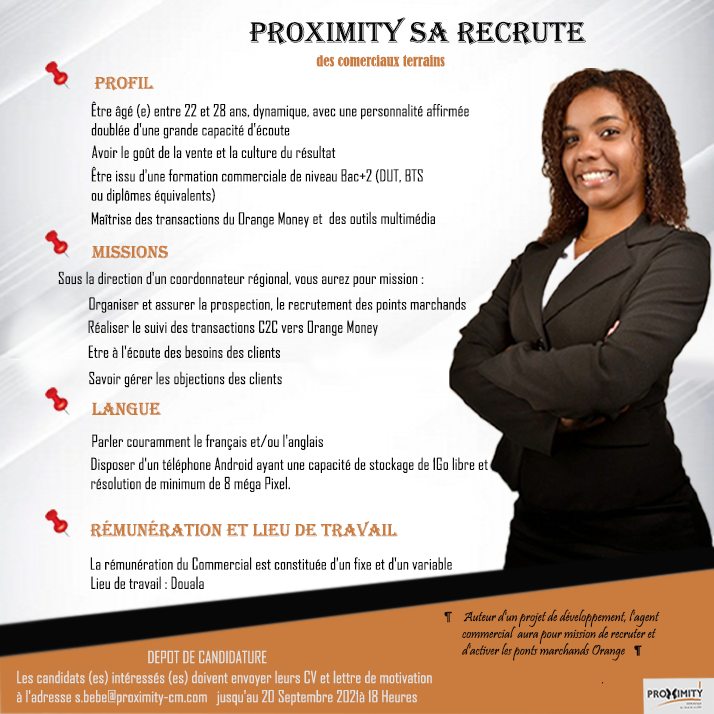 PROXIMITY SA RECRUTE
des comerciaux terrains
PROFIL
Être âgé (e) entre 22 et 28 ans, dynamique, avec une personnalité affirmée
doublée d'une grande capacité d'écoute
Avoir le goût de la vente et la culture du résultat
Être issu d'une formation commerciale de niveau Bac+2 (DUT, BTS
ou diplômes équivalents)
Maîtrise des transactions du Orange Money et des outils multimédia
MISSIONS
Sous la direction d'un coordonnateur régional, vous aurez pour mission :
Organiser et assurer la prospection, le recrutement des points marchands
Réaliser le suivi des transactions C2C vers Orange Money
Etre à l'écoute des besoins des clients
Savoir gérer les objections des clients
LANGUE
Parler couramment le français et/ou l'anglais
Disposer d'un téléphone Android ayant une capacité de stockage de 1Go libre et
résolution de minimum de 8 méga Pixel.
RÉMUNÉRATION ET LIEU DE TRAVAIL
La rémunération du Commercial est constituée d'un fixe et d'un variable
Lieu de travail : Douala
¶ Auteur d'un projet de développement, l'agent
commercial aura pour mission de recruter et
d'activer les ponts marchands Orange ¶
DEPOT DE CANDIDATURE
Les candidats (es) intéressés (es) doivent envoyer leurs CV et lettre de motivation
à l'adresse s.bebe@proximity-cm.com jusqu'au 20 Septembre 2021à 18 Heures
PROXIMITY